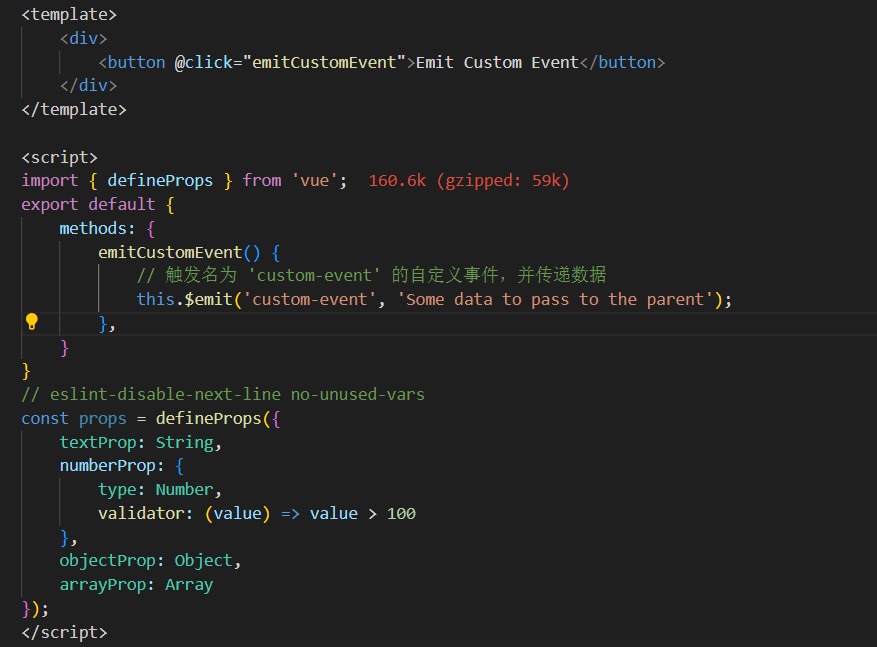 <template>
    <div>
        <button @click="emitCustomEvent">Emit Custom Event</button>
    </div>
</template>

<script>
import { defineProps } from 'vue';  160.6k (gzipped: 59k)
export default {
    methods: {
        emitCustomEvent() {
            // 触发名为 'custom-event' 的自定义事件，并传递数据
            this.$emit('custom-event', 'Some data to pass to the parent');
        },
    }
}
// eslint-disable-next-line no-unused-vars
const props = defineProps({
    textProp: String,
    numberProp: {
        type: Number,
        validator: (value) => value > 100
    },
    objectProp: Object,
    arrayProp: Array
});
</script>